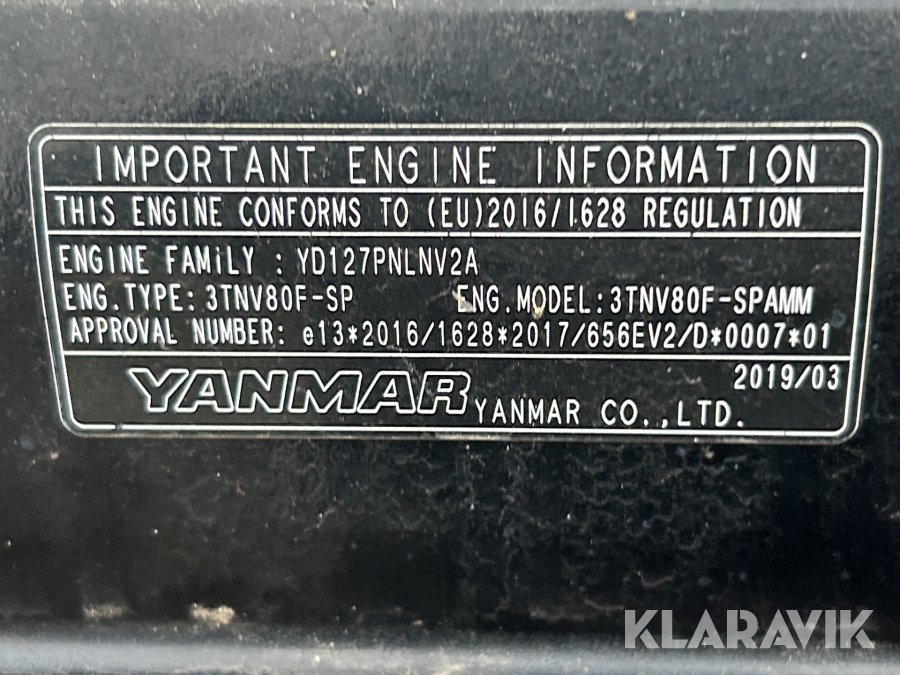 IMPORTANT ENGINE INFORMATION
THIS ENGINE CONFORMS TO (EU)2016/1628 REGULATION
ENGINE FAMiLY : YD127PNLNV2A
ENG.TYPE: 3TNV80F-SP ENG.MODEL:3TNV80F-SPAMM
APPROVAL NUMBER: e13*2016/1628*2017/656EV2/D*0007*01
2019/03
YANMAR YANMAR CO.,LTD.
KLARAVIK